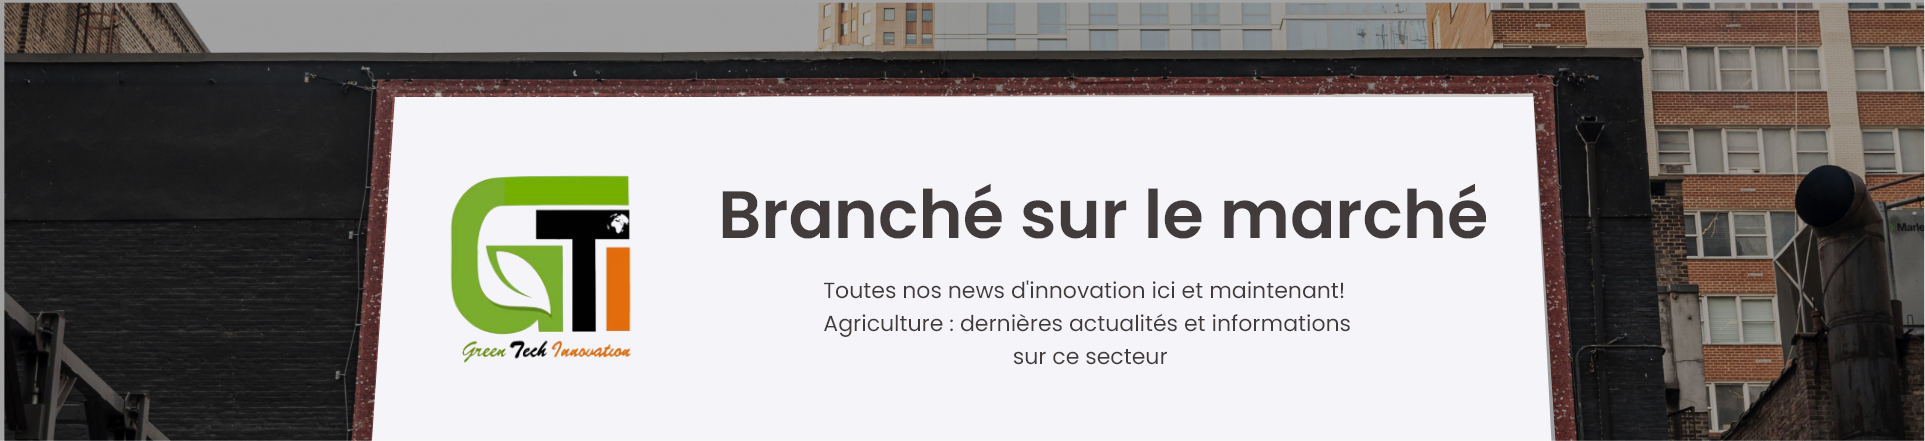 GTi
Green Tech Innovation
Branché sur le marché
Toutes nos news d'innovation ici et maintenant!
Agriculture : dernières actualités et informations
sur ce secteur